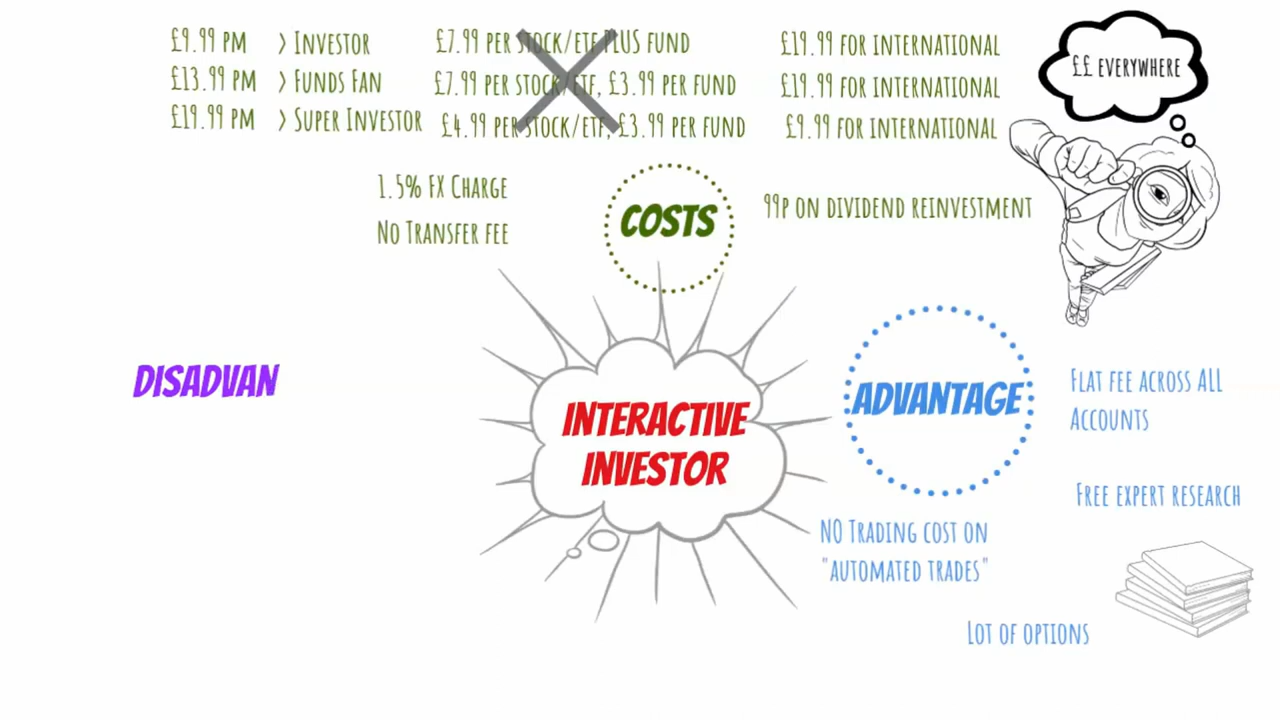 £9.99 PM > INVESTOR £7.99 PER STOCK/ETF PLUS FUND £19.99 FOR INTERNATIONAL
£13.99 PM > FUNDS FAN £7.99 PER STOCK/ETF, £3.99 PER FUND £19.99 FOR INTERNATIONAL
£19.99 PM > SUPER INVESTOR £4.99 PER STOCK/ETF, £3.99 PER FUND £9.99 FOR INTERNATIONAL
££ EVERYWHERE
1.5% FX CHARGE
NO TRANSFER FEE
COSTS
99P ON DIVIDEND REINVESTMENT
DISADVAN
INTERACTIVE
INVESTOR
ADVANTAGE
FLAT FEE ACROSS ALL
ACCOUNTS
FREE EXPERT RESEARCH
NO TRADING COST ON
"AUTOMATED TRADES"
LOT OF OPTIONS